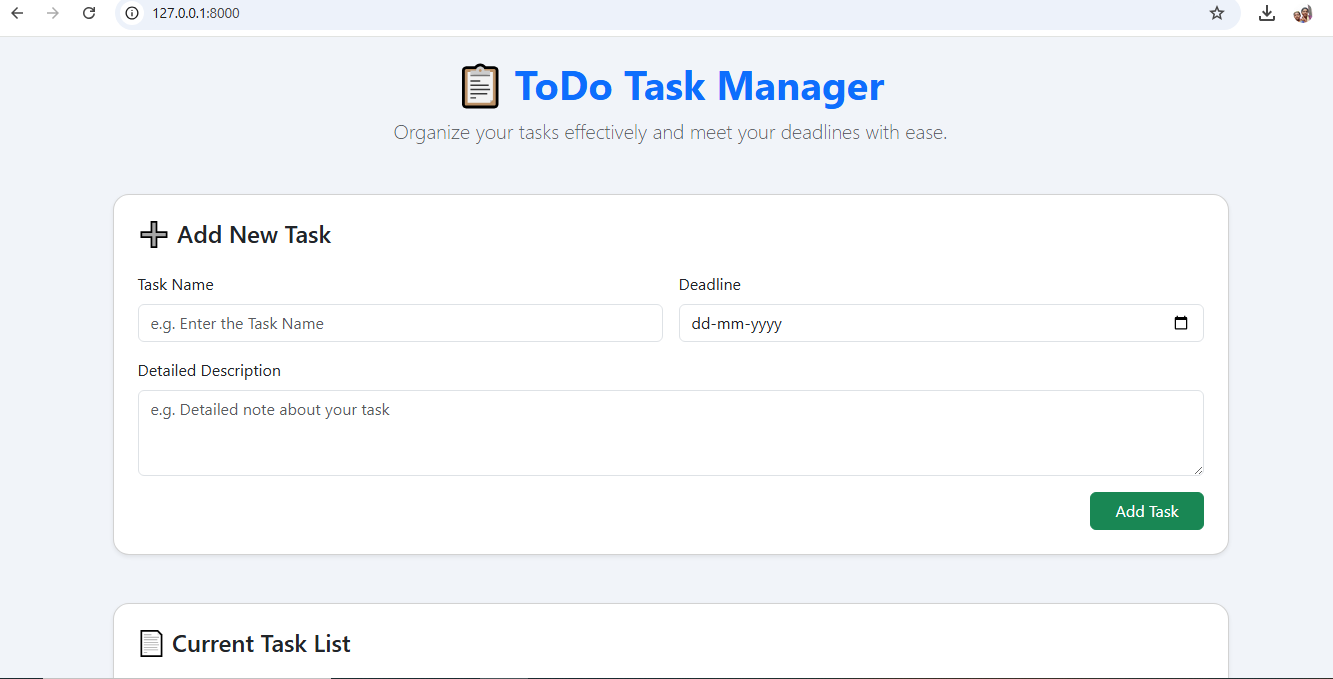 127.0.0.1:8000
ToDo Task Manager
Organize your tasks effectively and meet your deadlines with ease.
Add New Task
Task Name
Deadline
e.g. Enter the Task Name
dd-mm-yyyy
Detailed Description
e.g. Detailed note about your task
Add Task
Current Task List